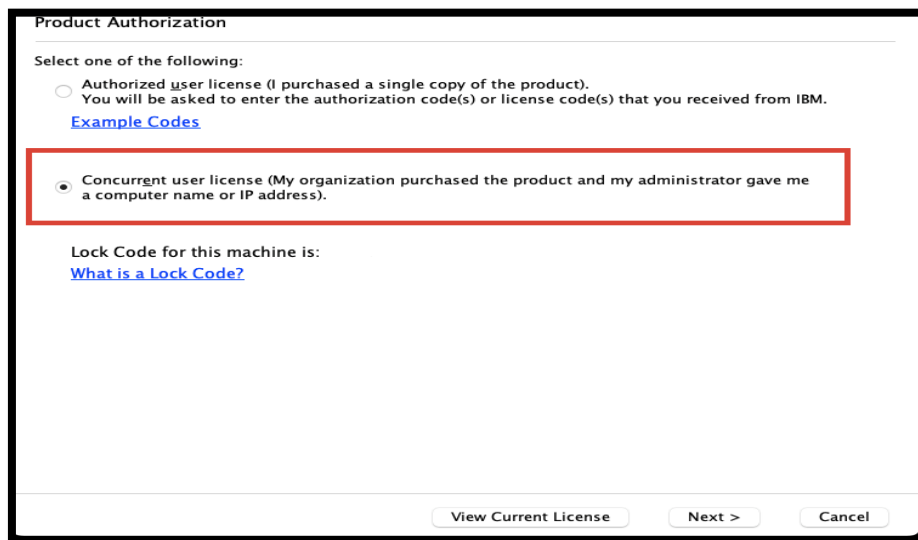 Product Authorization
Select one of the following:
Authorized user license (I purchased a single copy of the product).
You will be asked to enter the authorization code(s) or license code(s) that you received from IBM.
Example Codes
Concurrent user license (My organization purchased the product and my administrator gave me
a computer name or IP address).
Lock Code for this machine is:
What is a Lock Code?
View Current License
Next >
Cancel